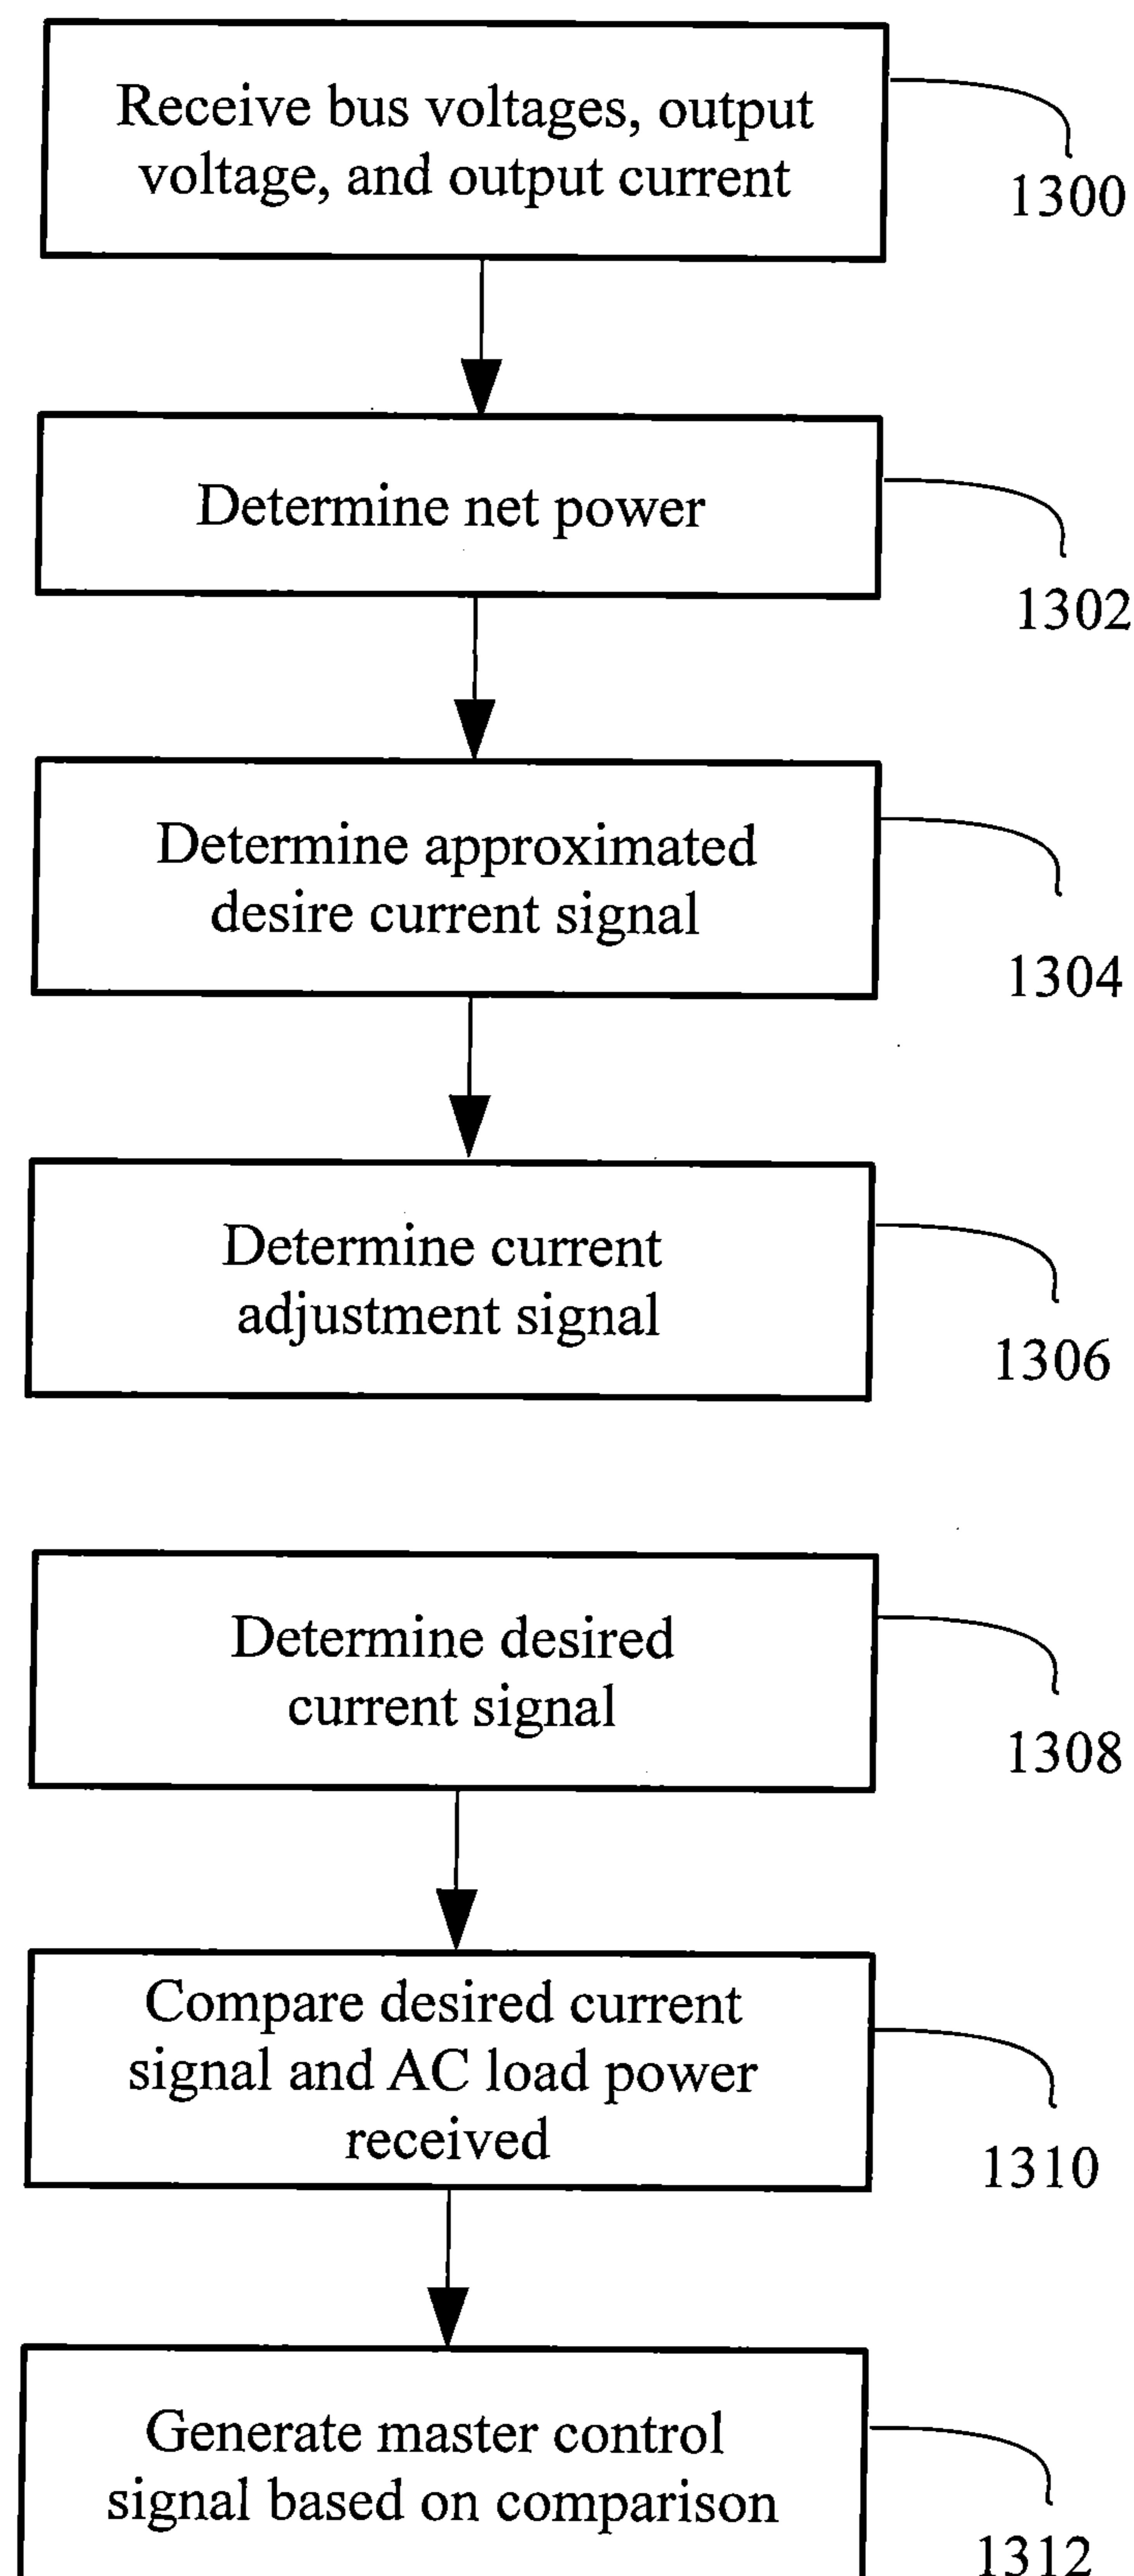 Receive bus voltages, output
voltage, and output current
1300
Determine net power
1302
Determine approximated
desire current signal
1304
Determine current
adjustment signal
1306
Determine desired
current signal
1308
Compare desired current
signal and AC load power
received
1310
Generate master control
signal based on comparison
1312